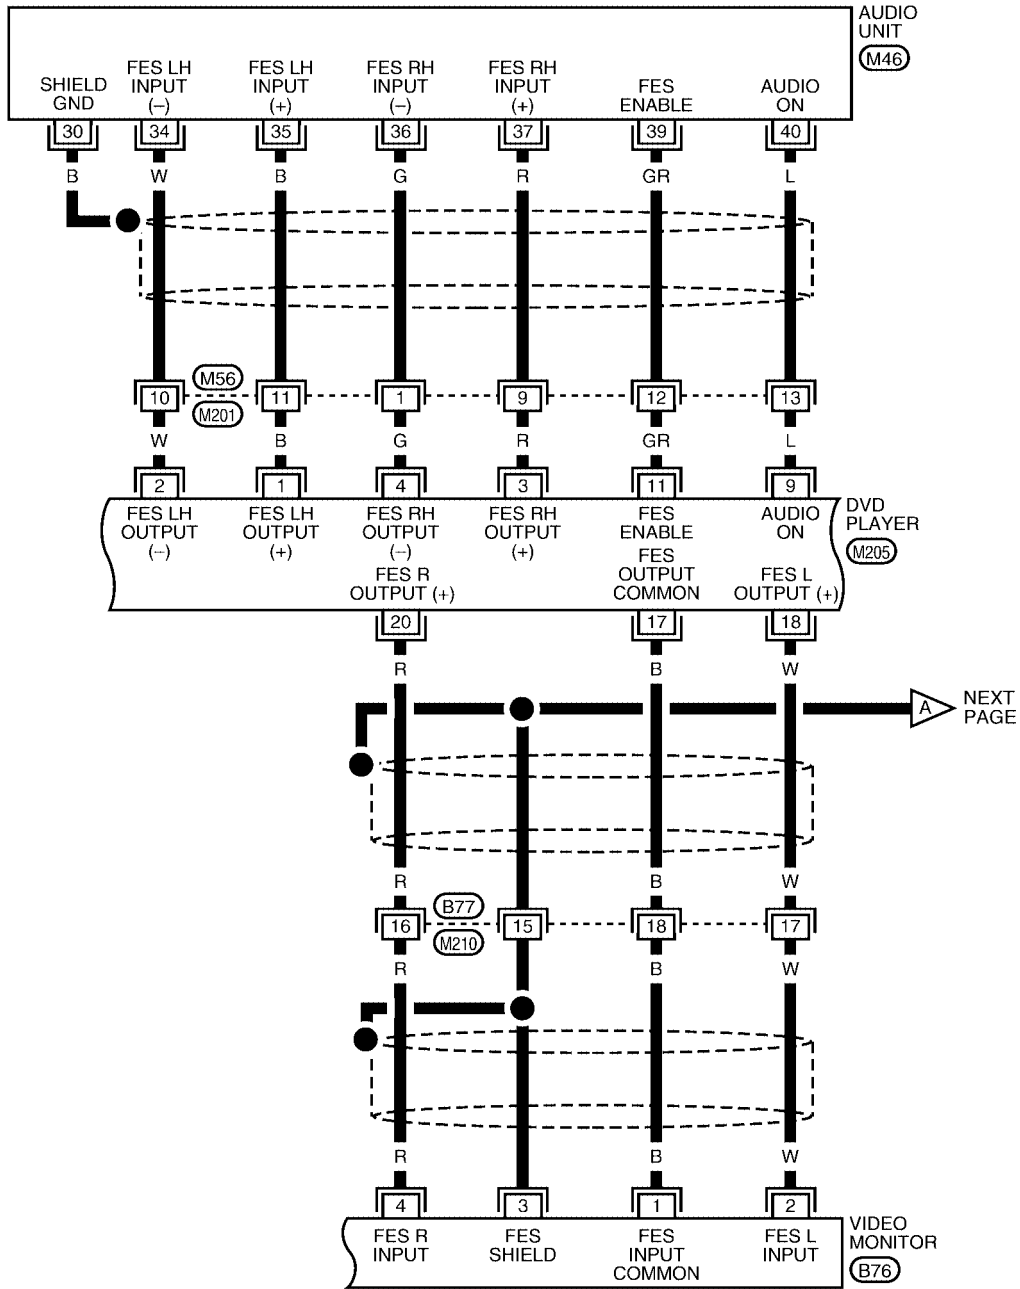 AUDIO
UNIT
M46
SHIELD
GND
FES LH
INPUT
(–)
FES LH
INPUT
(+)
FES RH
INPUT
(–)
FES RH
INPUT
(+)
FES
ENABLE
AUDIO
ON
30 34 35 36 37 39 40
B W B G R GR L
M56
10 11 1 9 12 13
M201
W B G R GR L
2 1 4 3 11 9
FES LH
OUTPUT
(–)
FES LH
OUTPUT
(+)
FES RH
OUTPUT
(–)
FES RH
OUTPUT
(+)
FES
ENABLE
AUDIO
ON
DVD
PLAYER
M205
FES R
OUTPUT (+)
FES
OUTPUT
COMMON
FES L
OUTPUT (+)
20 17 18
R B W
A
NEXT
PAGE
R B W
B77
16 15 18 17
M210
R B W
R B W
4 3 1 2
FES R
INPUT
FES
SHIELD
FES
INPUT
COMMON
FES L
INPUT
VIDEO
MONITOR
B76